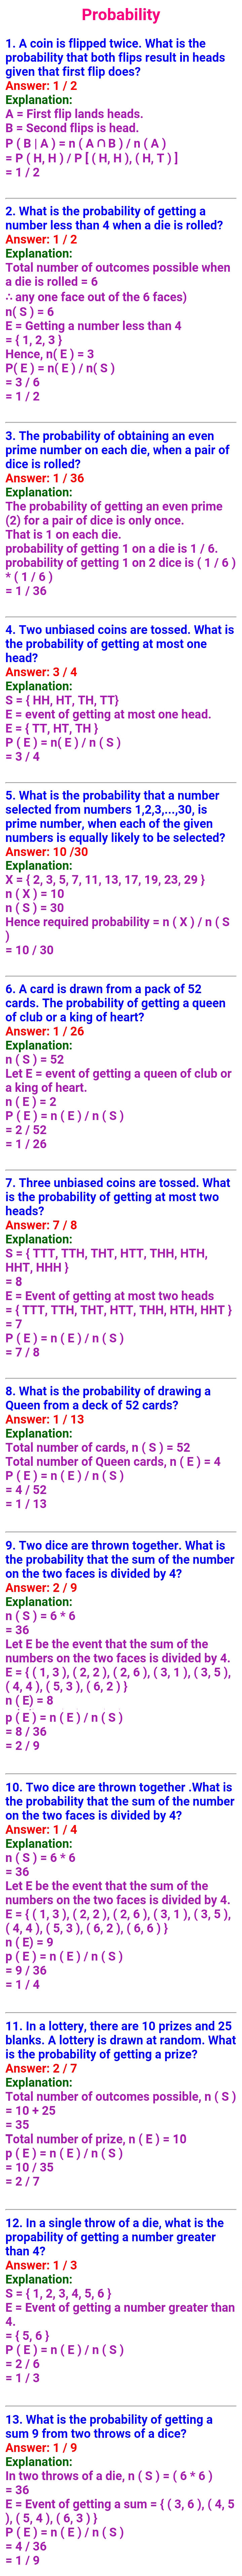 Probability
1. A coin is flipped twice. What is the
probability that both flips result in heads
given that first flip does?
Answer: 1 / 2
Explanation:
A = First flip lands heads.
B = Second flips is head.
P ( B | A ) = n ( A ∩ B ) / n ( A )
= P ( H, H ) / P [ ( H, H ), ( H, T ) ]
= 1 / 2
2. What is the probability of getting a
number less than 4 when a die is rolled?
Answer: 1 / 2
Explanation:
Total number of outcomes possible when
a die is rolled = 6
∴ any one face out of the 6 faces)
n( S ) = 6
E = Getting a number less than 4
= { 1, 2, 3 }
Hence, n( E ) = 3
P( E ) = n( E ) / n( S )
= 3 / 6
= 1 / 2
3. The probability of obtaining an even
prime number on each die, when a pair of
dice is rolled?
Answer: 1 / 36
Explanation:
The probability of getting an even prime
(2) for a pair of dice is only once.
That is 1 on each die.
probability of getting 1 on a die is 1 / 6.
probability of getting 1 on 2 dice is ( 1 / 6 )
* ( 1 / 6 )
= 1 / 36
4. Two unbiased coins are tossed. What is
the probability of getting at most one
head?
Answer: 3 / 4
Explanation:
S = { HH, HT, TH, TT}
E = event of getting at most one head.
E = { TT, HT, TH }
P ( E ) = n( E ) / n ( S )
= 3 / 4
5. What is the probability that a number
selected from numbers 1,2,3,...,30, is
prime number, when each of the given
numbers is equally likely to be selected?
Answer: 10 /30
Explanation:
X = { 2, 3, 5, 7, 11, 13, 17, 19, 23, 29 }
n ( X ) = 10
n ( S ) = 30
Hence required probability = n ( X ) / n ( S
)
= 10 / 30
6. A card is drawn from a pack of 52
cards. The probability of getting a queen
of club or a king of heart?
Answer: 1 / 26
Explanation:
n ( S ) = 52
Let E = event of getting a queen of club or
a king of heart.
n ( E ) = 2
P ( E ) = n ( E ) / n ( S )
= 2 / 52
= 1 / 26
7. Three unbiased coins are tossed. What
is the probability of getting at most two
heads?
Answer: 7 / 8
Explanation:
S = { TTT, TTH, THT, HTT, THH, HTH,
HHT, HHH }
= 8
E = Event of getting at most two heads
= { TTT, TTH, THT, HTT, THH, HTH, HHT }
= 7
P ( E ) = n ( E ) / n ( S )
= 7 / 8
8. What is the probability of drawing a
Queen from a deck of 52 cards?
Answer: 1 / 13
Explanation:
Total number of cards, n ( S ) = 52
Total number of Queen cards, n ( E ) = 4
P ( E ) = n ( E ) / n ( S )
= 4 / 52
= 1 / 13
9. Two dice are thrown together. What is
the probability that the sum of the number
on the two faces is divided by 4?
Answer: 2 / 9
Explanation:
n ( S ) = 6 * 6
= 36
Let E be the event that the sum of the
numbers on the two faces is divided by 4.
E = { ( 1, 3 ), ( 2, 2 ), ( 2, 6 ), ( 3, 1 ), ( 3, 5 ),
( 4, 4 ), ( 5, 3 ), ( 6, 2 ) }
n ( E) = 8
p ( E ) = n ( E ) / n ( S )
= 8 / 36
= 2 / 9
10. Two dice are thrown together .What is
the probability that the sum of the number
on the two faces is divided by 4?
Answer: 1 / 4
Explanation:
n ( S ) = 6 * 6
= 36
Let E be the event that the sum of the
numbers on the two faces is divided by 4.
E = { ( 1, 3 ), ( 2, 2 ), ( 2, 6 ), ( 3, 1 ), ( 3, 5 ),
( 4, 4 ), ( 5, 3 ), ( 6, 2 ), ( 6, 6 ) }
n ( E) = 9
p ( E ) = n ( E ) / n ( S )
= 9 / 36
= 1 / 4
11. In a lottery, there are 10 prizes and 25
blanks. A lottery is drawn at random. What
is the probability of getting a prize?
Answer: 2 / 7
Explanation:
Total number of outcomes possible, n ( S )
= 10 + 25
= 35
Total number of prize, n ( E ) = 10
p ( E ) = n ( E ) / n ( S )
= 10 / 35
= 2 / 7
12. In a single throw of a die, what is the
propability of getting a number greater
than 4?
Answer: 1 / 3
Explanation:
S = { 1, 2, 3, 4, 5, 6 }
E = Event of getting a number greater than
4.
= { 5, 6 }
P ( E ) = n ( E ) / n ( S )
= 2 / 6
= 1 / 3
13. What is the probability of getting a
sum 9 from two throws of a dice?
Answer: 1 / 9
Explanation:
In two throws of a die, n ( S ) = ( 6 * 6 )
= 36
E = Event of getting a sum = { ( 3, 6 ), ( 4, 5
), ( 5, 4 ), ( 6, 3 ) }
P ( E ) = n ( E ) / n ( S )
= 4 / 36
= 1 / 9